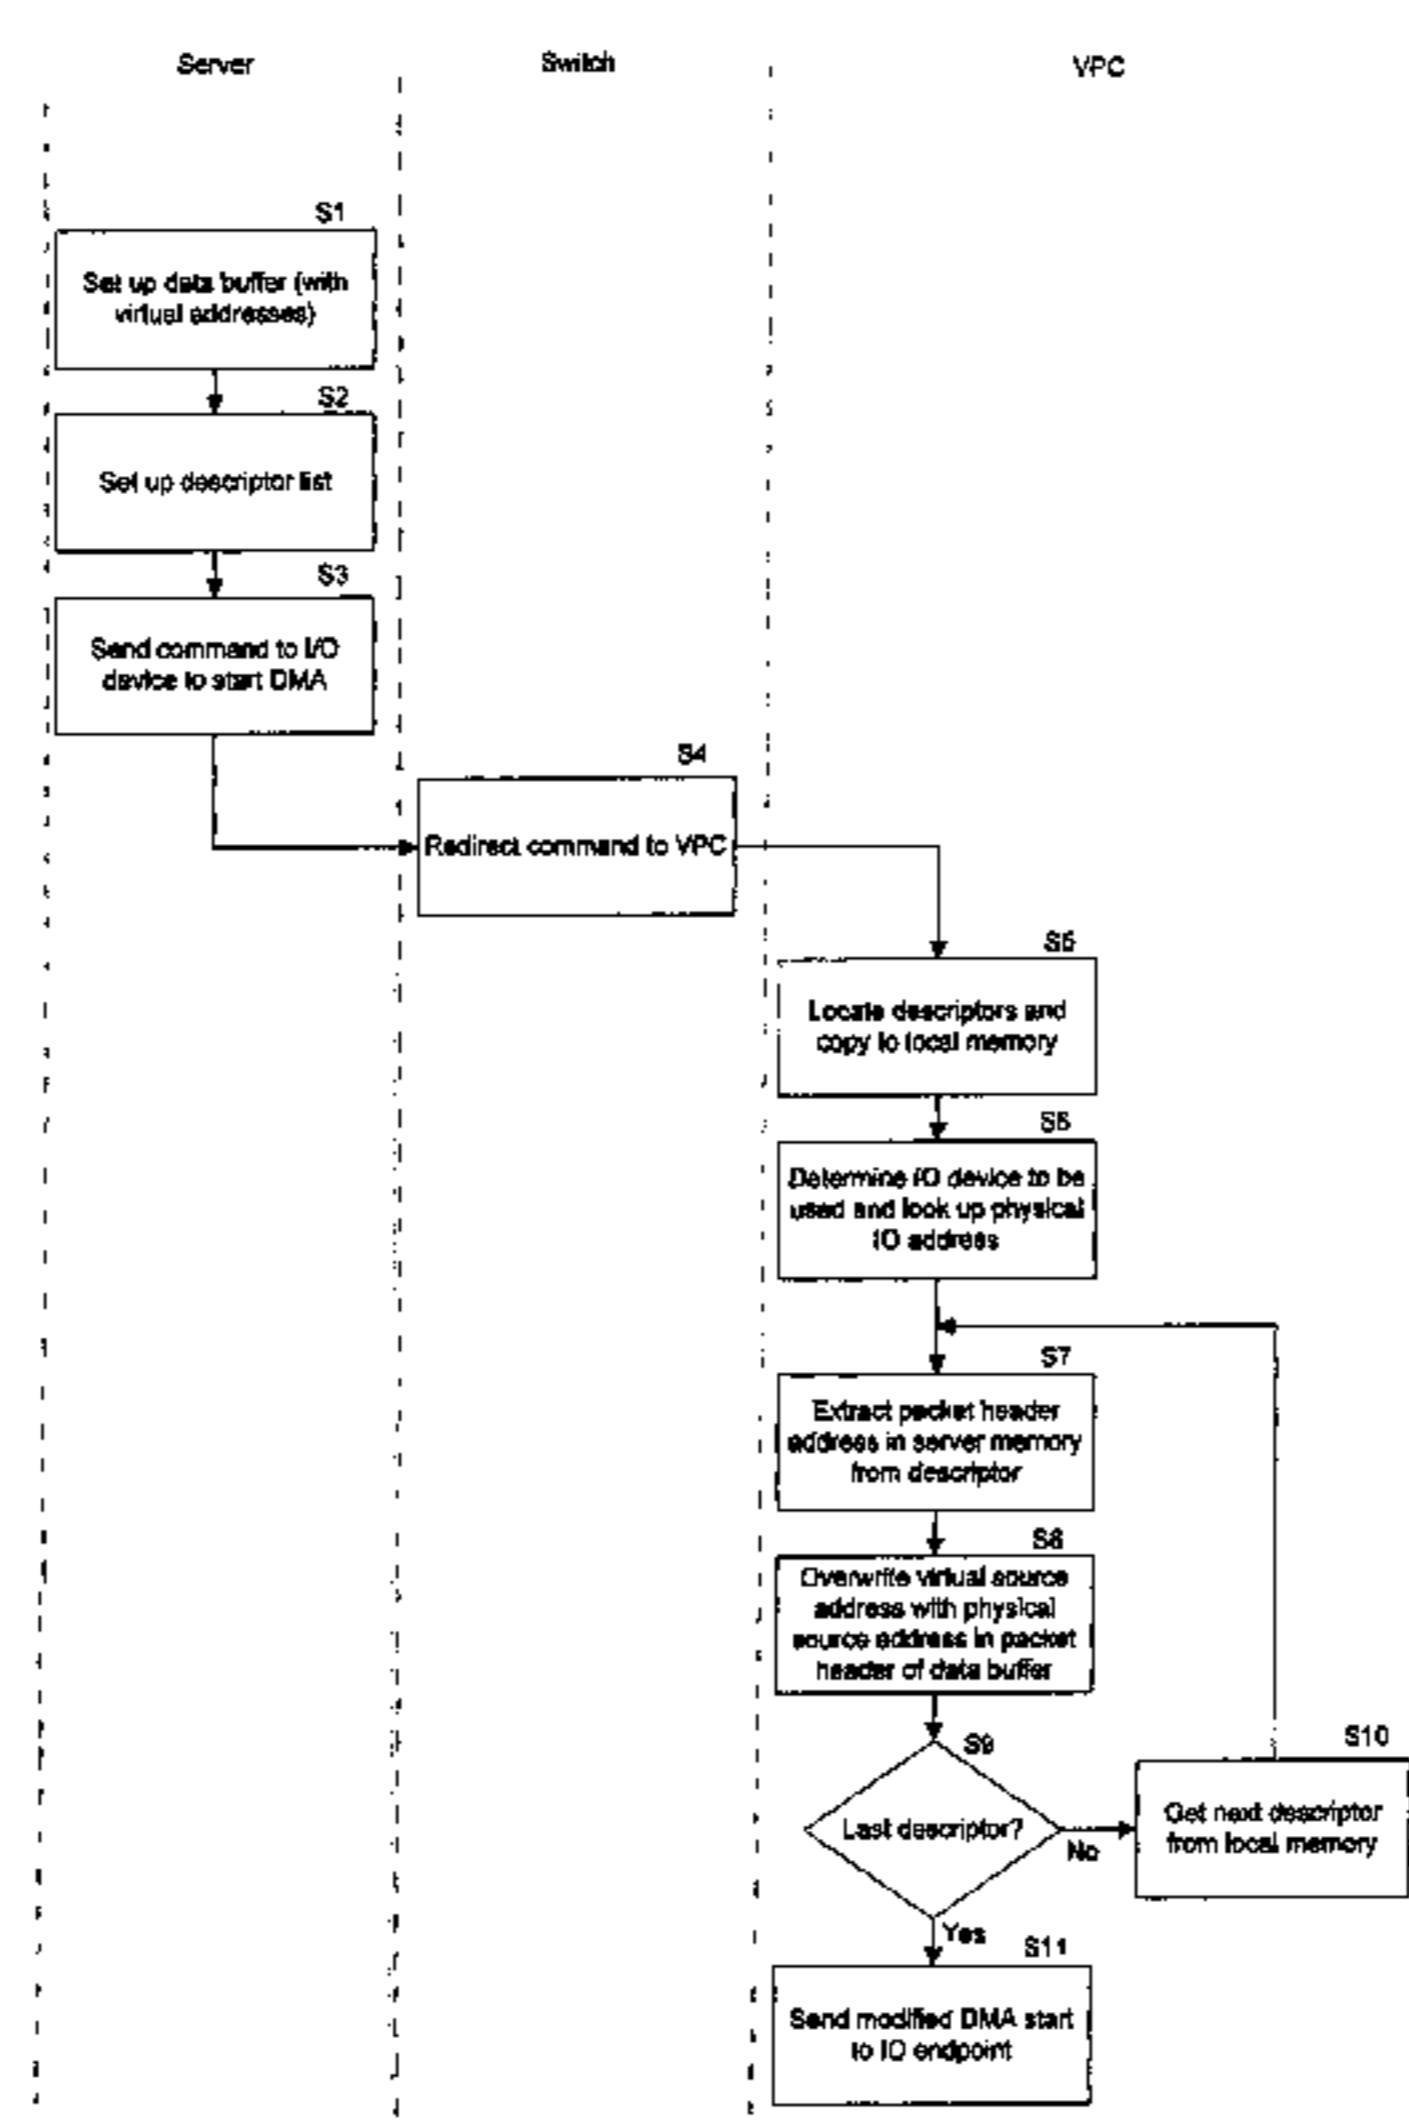 Server
Switch
VPC
S1
Set up data buffer (with
virtual addresses)
S2
Set up descriptor list
S3
Send command to I/O
device to start DMA
S4
Redirect command to VPC
S5
Locate descriptors and
copy to local memory
S6
Determine IO device to be
used and look up physical
IO address
S7
Extract packet header
address in server memory
from descriptor
S8
Overwrite virtual source
address with physical
source address in packet
header of data buffer
S9
Last descriptor?
No
S10
Get next descriptor
from local memory
Yes
S11
Send modified DMA start
to IO endpoint